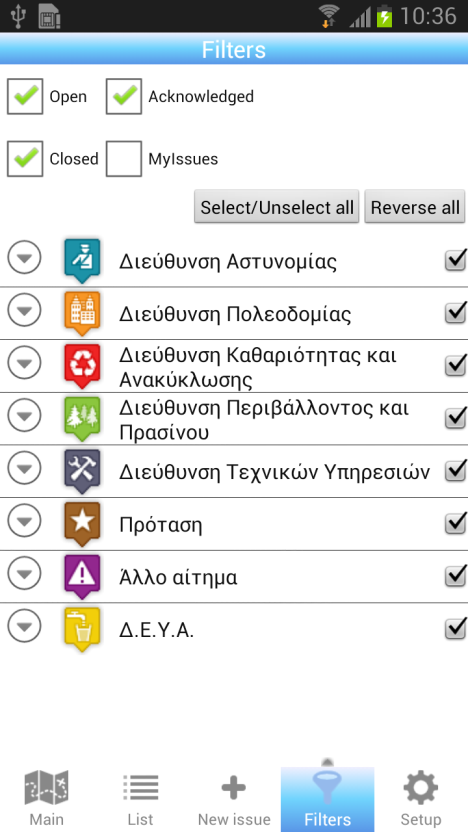 10:36
Filters
Open Acknowledged
Closed MyIssues
Select/Unselect all Reverse all
Διεύθυνση Αστυνομίας
Διεύθυνση Πολεοδομίας
Διεύθυνση Καθαριότητας και
Ανακύκλωσης
Διεύθυνση Περιβάλλοντος και
Πρασίνου
Διεύθυνση Τεχνικών Υπηρεσιών
Πρόταση
Άλλο αίτημα
Δ.Ε.Υ.Α.
Main List New issue Filters Setup